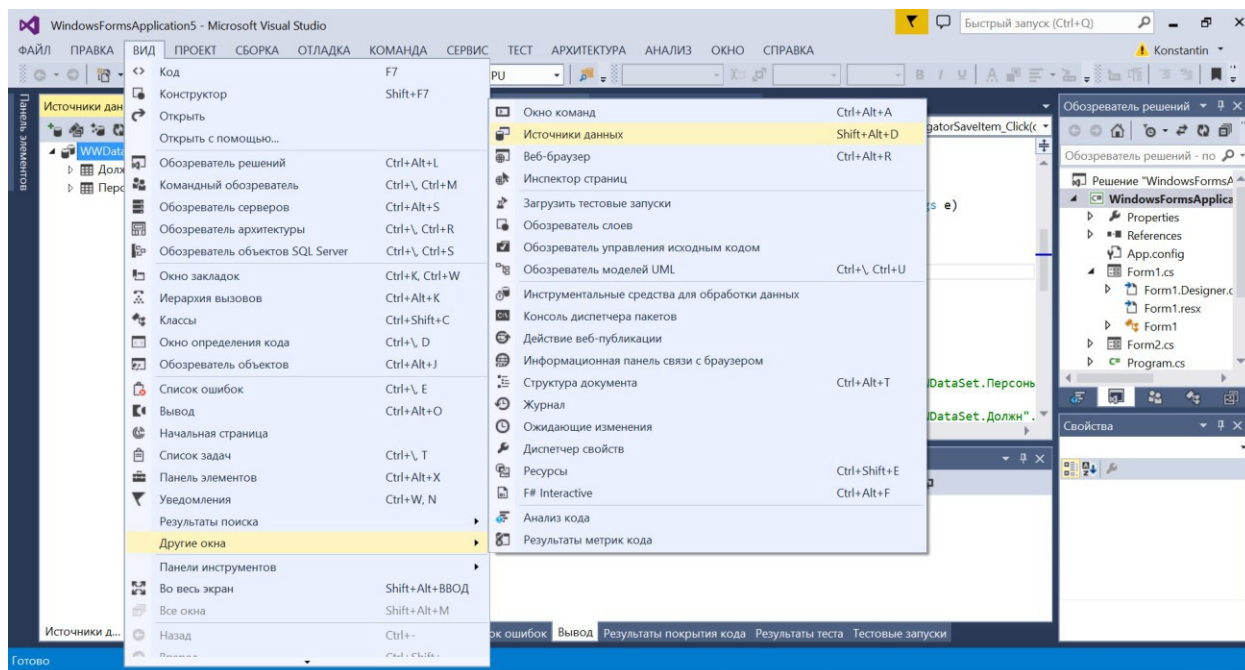 WindowsFormsApplication5 - Microsoft Visual Studio
Быстрый запуск (Ctrl+Q)
ФАЙЛ ПРАВКА ВИД ПРОЕКТ СБОРКА ОТЛАДКА КОМАНДА СЕРВИС ТЕСТ АРХИТЕКТУРА АНАЛИЗ ОКНО СПРАВКА
Konstantin
PU
Панель элементов
Источники дан
WWData
Долж
Перс
Источники д...
Код F7
Конструктор Shift+F7
Открыть
Открыть с помощью...
Обозреватель решений Ctrl+Alt+L
Командный обозреватель Ctrl+\, Ctrl+M
Обозреватель серверов Ctrl+Alt+S
Обозреватель архитектуры Ctrl+\, Ctrl+R
Обозреватель объектов SQL Server Ctrl+\, Ctrl+S
Окно закладок Ctrl+K, Ctrl+W
Иерархия вызовов Ctrl+Alt+K
Классы Ctrl+Shift+C
Окно определения кода Ctrl+\, D
Обозреватель объектов Ctrl+Alt+J
Список ошибок Ctrl+\, E
Вывод Ctrl+Alt+O
Начальная страница
Список задач Ctrl+\, T
Панель элементов Ctrl+Alt+X
Уведомления Ctrl+W, N
Результаты поиска
Другие окна
Панели инструментов
Во весь экран Shift+Alt+ВВОД
Все окна Shift+Alt+M
Назад Ctrl+-
Окно команд Ctrl+Alt+A
Источники данных Shift+Alt+D
Веб-браузер Ctrl+Alt+R
Инспектор страниц
Загрузить тестовые запуски
Обозреватель слоев
Обозреватель управления исходным кодом
Обозреватель моделей UML Ctrl+\, Ctrl+U
Инструментальные средства для обработки данных
Консоль диспетчера пакетов
Действие веб-публикации
Информационная панель связи с браузером
Структура документа Ctrl+Alt+T
Журнал
Ожидающие изменения
Диспетчер свойств
Ресурсы Ctrl+Shift+E
F# Interactive Ctrl+Alt+F
Анализ кода
Результаты метрик кода
gatorSaveItem_Click(c
s e)
DataSet.Персонь
DataSet.Должн".
ок ошибок Вывод Результаты покрытия кода Результаты теста Тестовые запуски
Обозреватель решений
Обозреватель решений - по
Решение "WindowsFormsA
WindowsFormsApplica
Properties
References
App.config
Form1.cs
Form1.Designer.c
Form1.resx
Form1
Form2.cs
Program.cs
Свойства
Готово